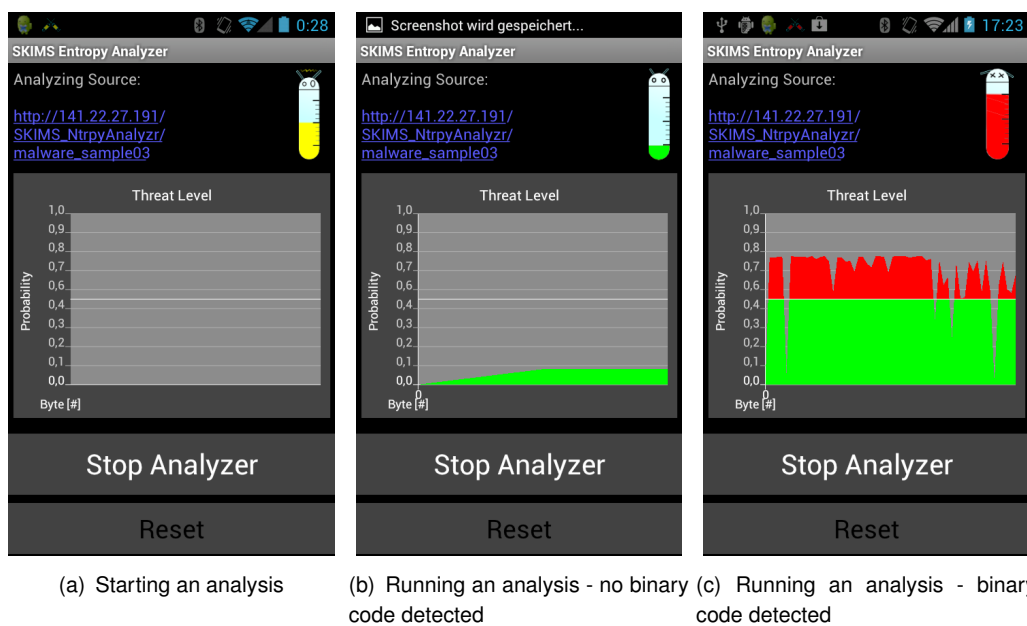 0:28
SKIMS Entropy Analyzer
Analyzing Source:
http://141.22.27.191/
SKIMS_NtrpyAnalyzr/
malware_sample03
Threat Level
1,0
0,9
0,8
0,7
0,6
0,4
0,3
0,2
0,1
0,0
Probability
Byte [#]
Stop Analyzer
Reset
(a) Starting an analysis
Screenshot wird gespeichert...
SKIMS Entropy Analyzer
Analyzing Source:
http://141.22.27.191/
SKIMS_NtrpyAnalyzr/
malware_sample03
Threat Level
1,0
0,9
0,8
0,7
0,6
0,4
0,3
0,2
0,1
0,0
Probability
0
Byte [#]
Stop Analyzer
Reset
(b) Running an analysis - no binary
code detected
17:23
SKIMS Entropy Analyzer
Analyzing Source:
http://141.22.27.191/
SKIMS_NtrpyAnalyzr/
malware_sample03
Threat Level
1,0
0,9
0,8
0,7
0,6
0,4
0,3
0,2
0,1
0,0
Probability
0
Byte [#]
Stop Analyzer
Reset
(c) Running an analysis - binary
code detected